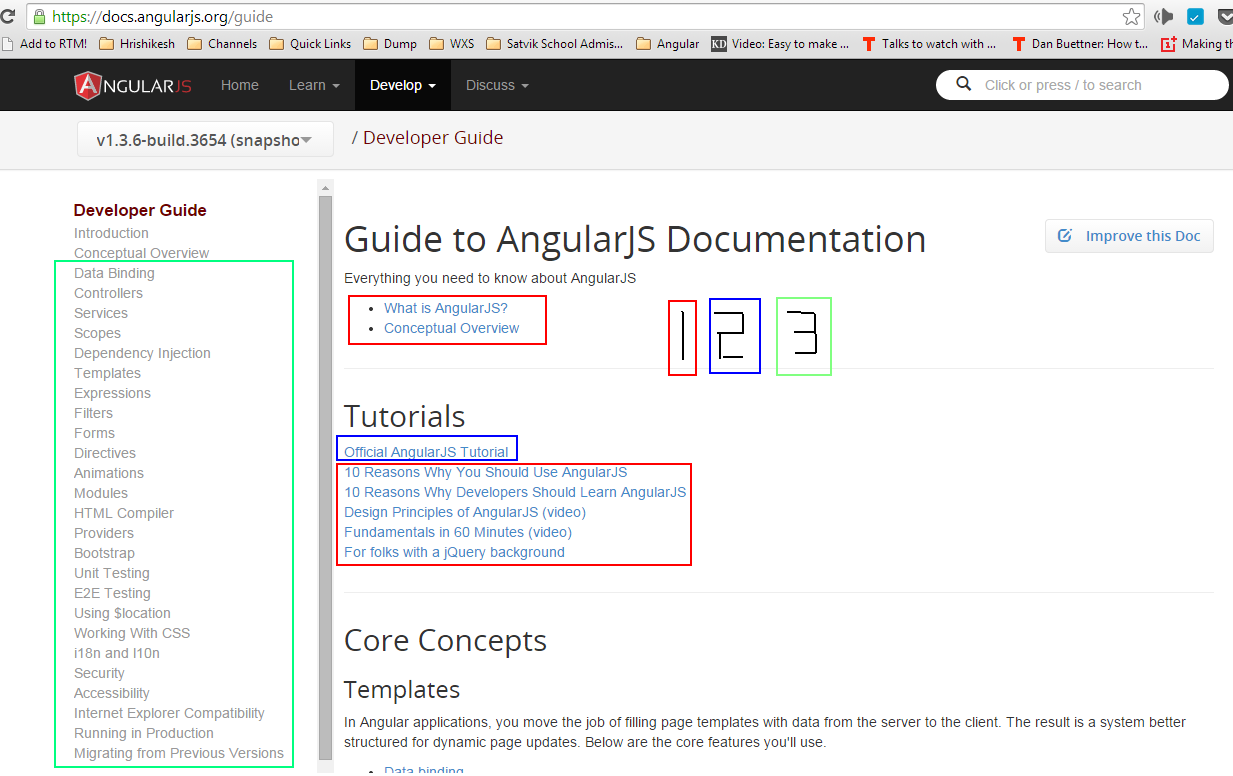 https://docs.angularjs.org/guide
Add to RTM! Hrishikesh Channels Quick Links Dump WXS Satvik School Admis... Angular KD Video: Easy to make ... T Talks to watch with ... T Dan Buettner: How t... Making th
ANGULARJS Home Learn Develop Discuss Click or press / to search
v1.3.6-build.3654 (snapsho / Developer Guide
Developer Guide
Introduction
Conceptual Overview
Data Binding
Controllers
Services
Scopes
Dependency Injection
Templates
Expressions
Filters
Forms
Directives
Animations
Modules
HTML Compiler
Providers
Bootstrap
Unit Testing
E2E Testing
Using $location
Working With CSS
i18n and l10n
Security
Accessibility
Internet Explorer Compatibility
Running in Production
Migrating from Previous Versions
Guide to AngularJS Documentation
Improve this Doc
Everything you need to know about AngularJS
• What is AngularJS?
• Conceptual Overview
1 2 3
Tutorials
Official AngularJS Tutorial
10 Reasons Why You Should Use AngularJS
10 Reasons Why Developers Should Learn AngularJS
Design Principles of AngularJS (video)
Fundamentals in 60 Minutes (video)
For folks with a jQuery background
Core Concepts
Templates
In Angular applications, you move the job of filling page templates with data from the server to the client. The result is a system better
structured for dynamic page updates. Below are the core features you'll use.
• Data binding